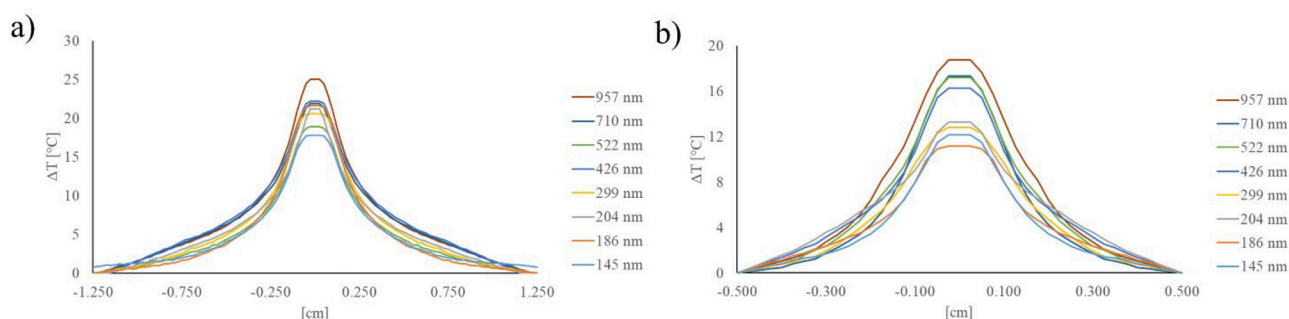 a)
30
25
20
15
10
5
0
ΔT [°C]
-1.250
-0.750
-0.250
0.250
0.750
1.250
[cm]
957 nm
710 nm
522 nm
426 nm
299 nm
204 nm
186 nm
145 nm
b)
20
16
12
8
4
0
ΔT [°C]
-0.500
-0.300
-0.100
0.100
0.300
0.500
[cm]
957 nm
710 nm
522 nm
426 nm
299 nm
204 nm
186 nm
145 nm